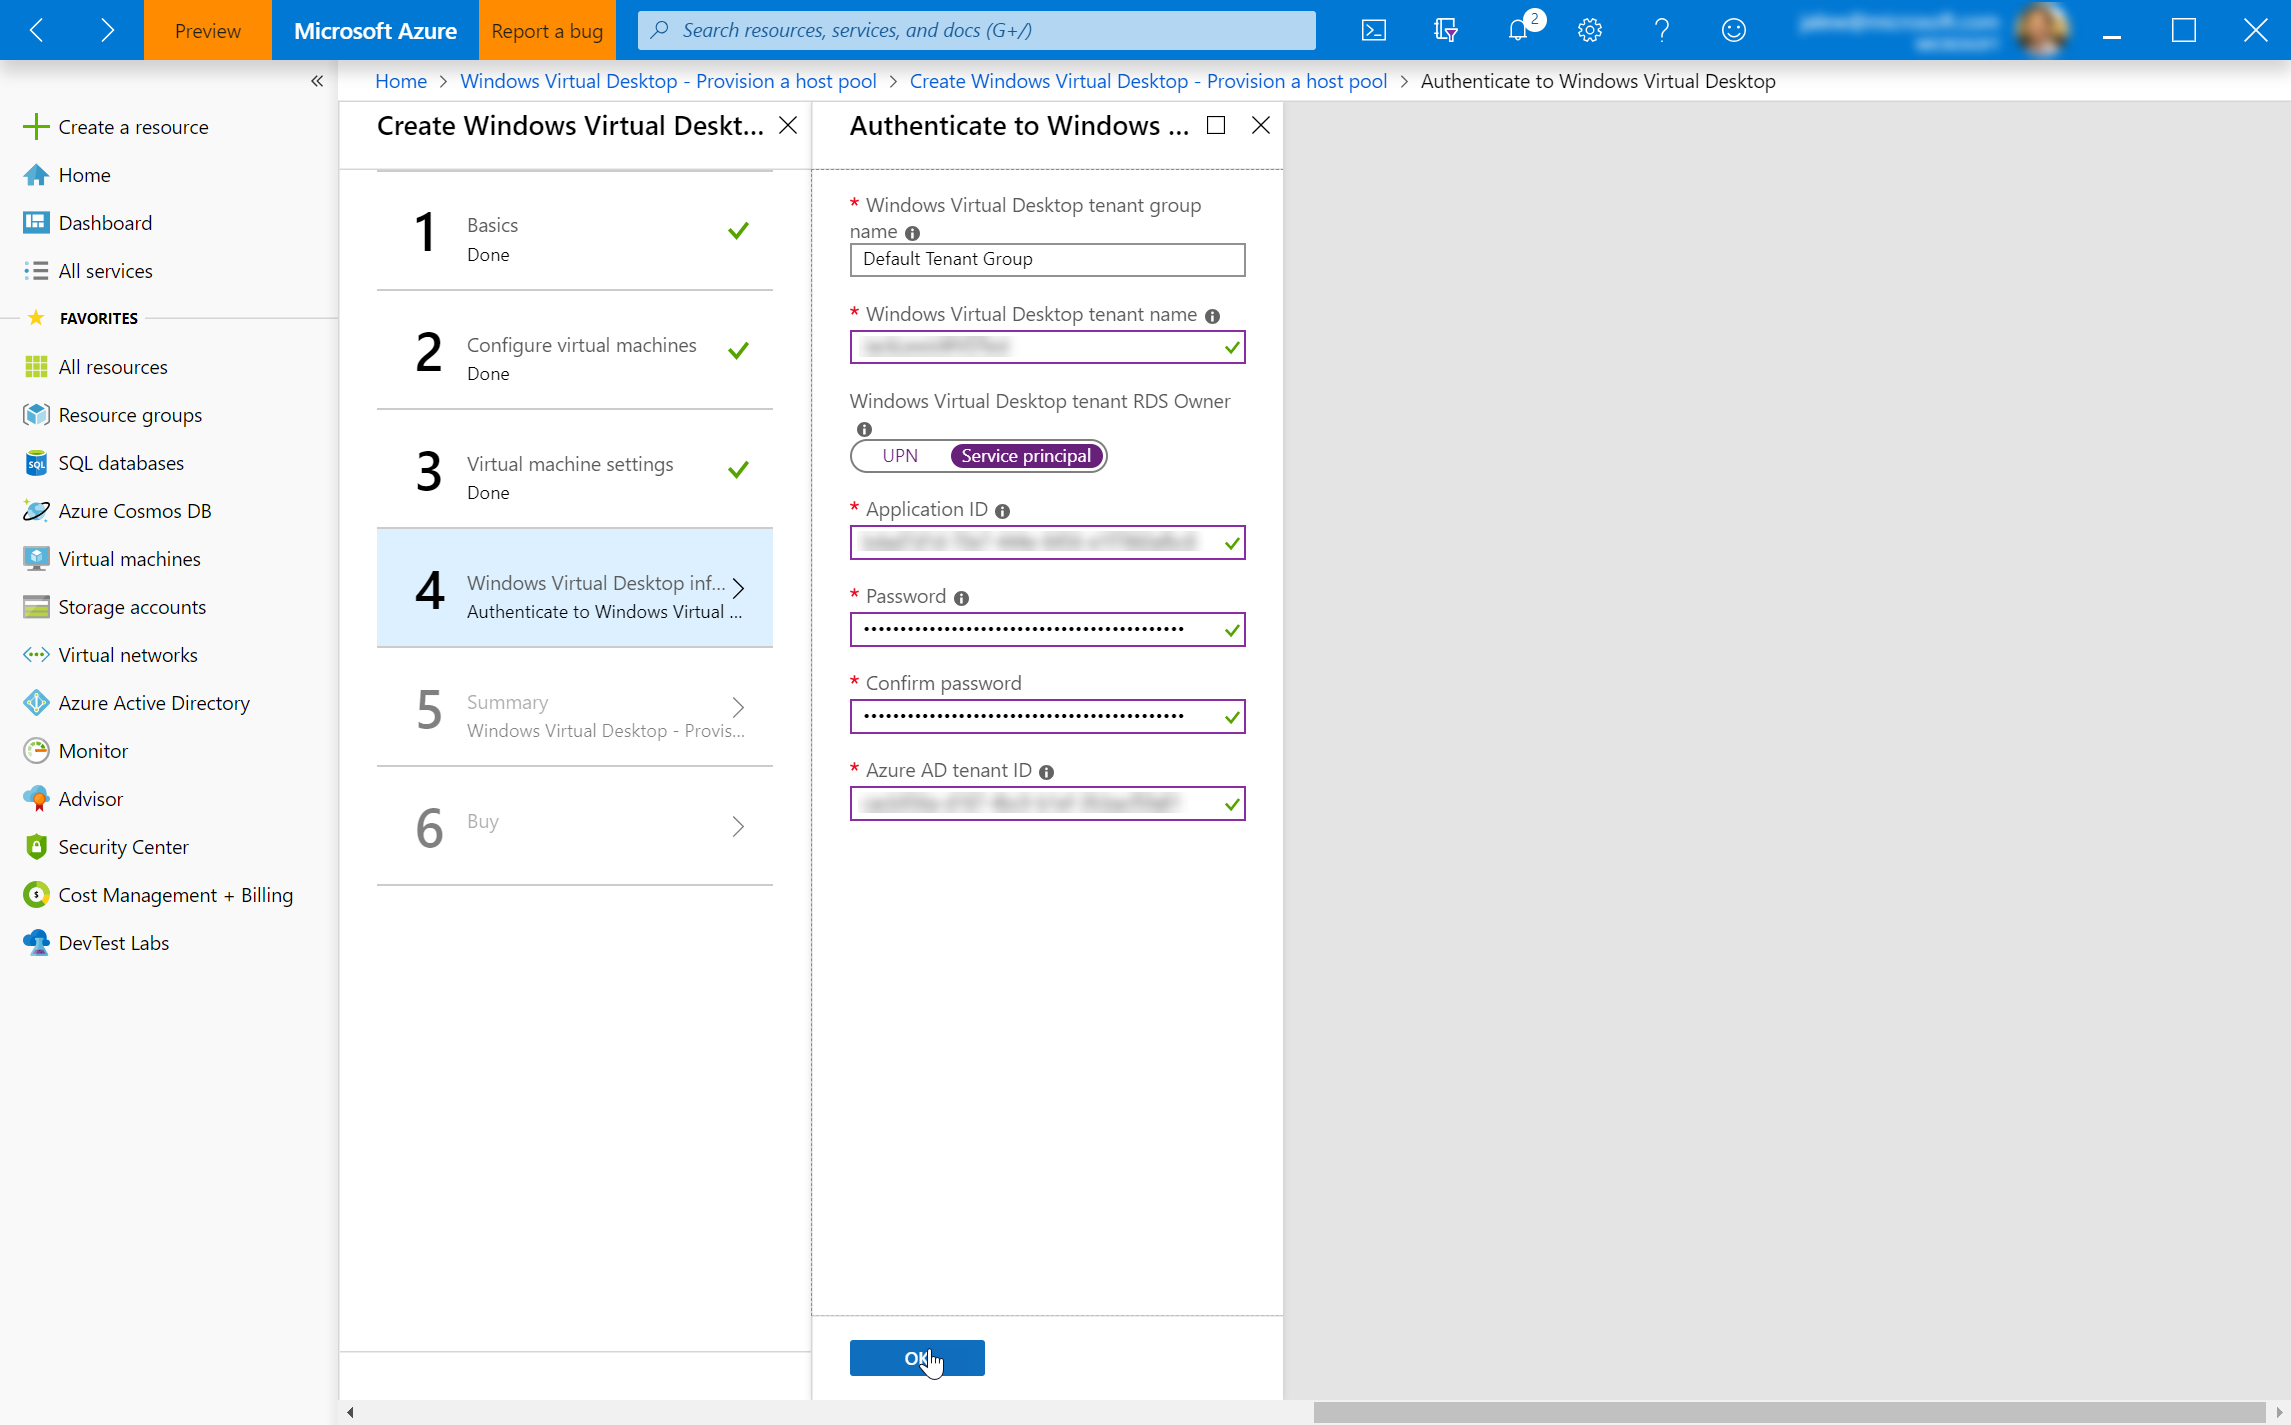 Preview
Microsoft Azure
Report a bug
Search resources, services, and docs (G+/)
2
Home > Windows Virtual Desktop - Provision a host pool > Create Windows Virtual Desktop - Provision a host pool > Authenticate to Windows Virtual Desktop
«
Create a resource
Home
Dashboard
All services
FAVORITES
All resources
Resource groups
SQL databases
Azure Cosmos DB
Virtual machines
Storage accounts
Virtual networks
Azure Active Directory
Monitor
Advisor
Security Center
Cost Management + Billing
DevTest Labs
Create Windows Virtual Deskt...
1
Basics
Done
2
Configure virtual machines
Done
3
Virtual machine settings
Done
4
Windows Virtual Desktop inf...
Authenticate to Windows Virtual ...
5
Summary
Windows Virtual Desktop - Provis...
6
Buy
Authenticate to Windows ...
* Windows Virtual Desktop tenant group
name
Default Tenant Group
* Windows Virtual Desktop tenant name
Windows Virtual Desktop tenant RDS Owner
UPN
Service principal
* Application ID
* Password
* Confirm password
* Azure AD tenant ID
OK